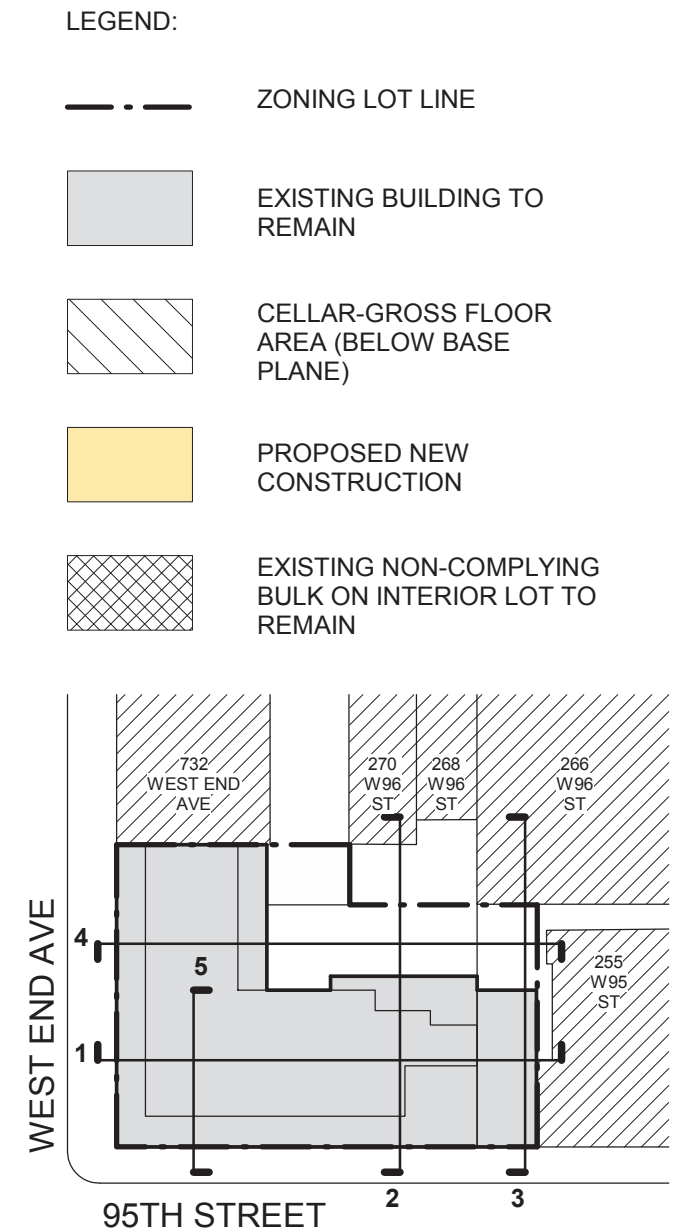 LEGEND:
ZONING LOT LINE
EXISTING BUILDING TO
REMAIN
CELLAR-GROSS FLOOR
AREA (BELOW BASE
PLANE)
PROPOSED NEW
CONSTRUCTION
EXISTING NON-COMPLYING
BULK ON INTERIOR LOT TO
REMAIN
732
WEST END
AVE
270
W96
ST
268
W96
ST
266
W96
ST
WEST END AVE
4
5
255
W95
ST
1
95TH STREET
2
3